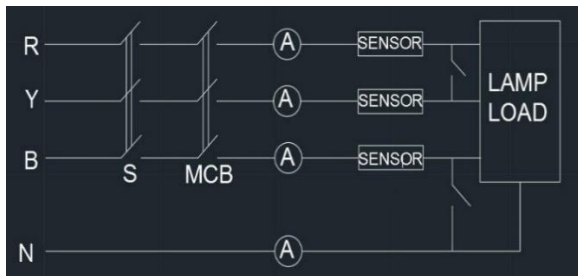 R A SENSOR
Y A SENSOR LAMP LOAD
B A SENSOR
S MCB
N A